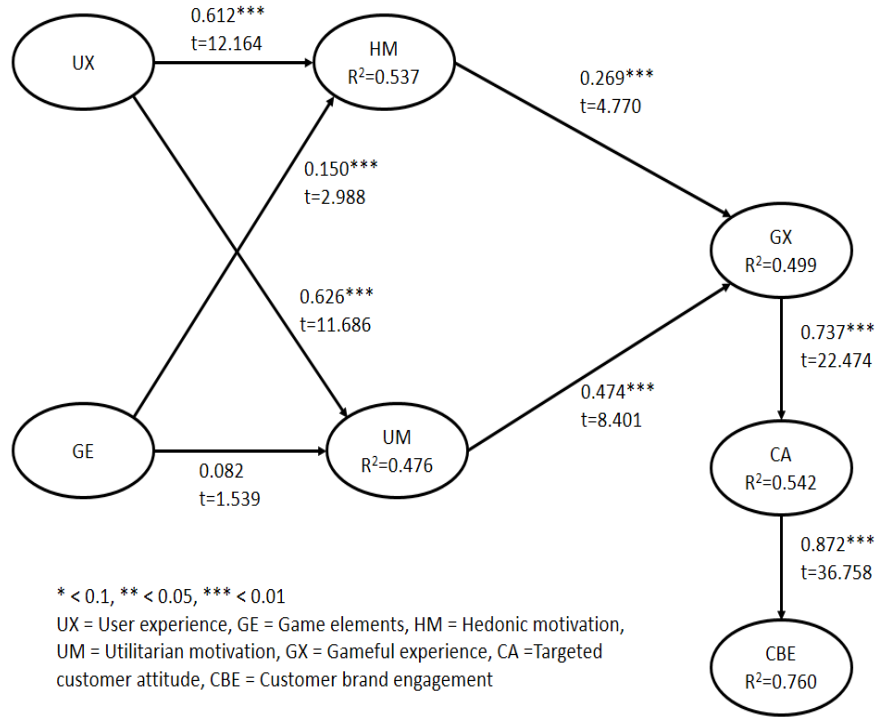 0.612***
t=12.164
UX
HM
R²=0.537
0.269***
t=4.770
0.150***
t=2.988
GX
R²=0.499
0.626***
t=11.686
0.737***
t=22.474
0.474***
t=8.401
GE
0.082
t=1.539
UM
R²=0.476
CA
R²=0.542
0.872***
t=36.758
* < 0.1, ** < 0.05, *** < 0.01
UX = User experience, GE = Game elements, HM = Hedonic motivation,
UM = Utilitarian motivation, GX = Gameful experience, CA =Targeted
customer attitude, CBE = Customer brand engagement
CBE
R²=0.760